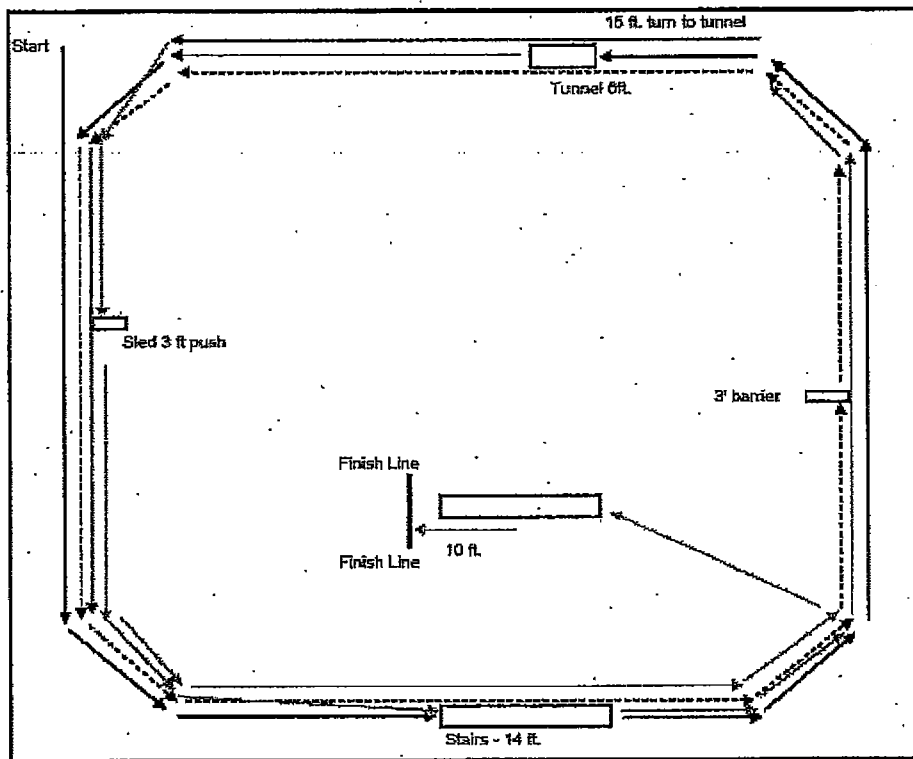 15 ft. turn to tunnel
Start
Tunnel 6ft.
Sled 3 ft push
3' barrier
Finish Line
10 ft.
Finish Line
Stairs - 14 ft.